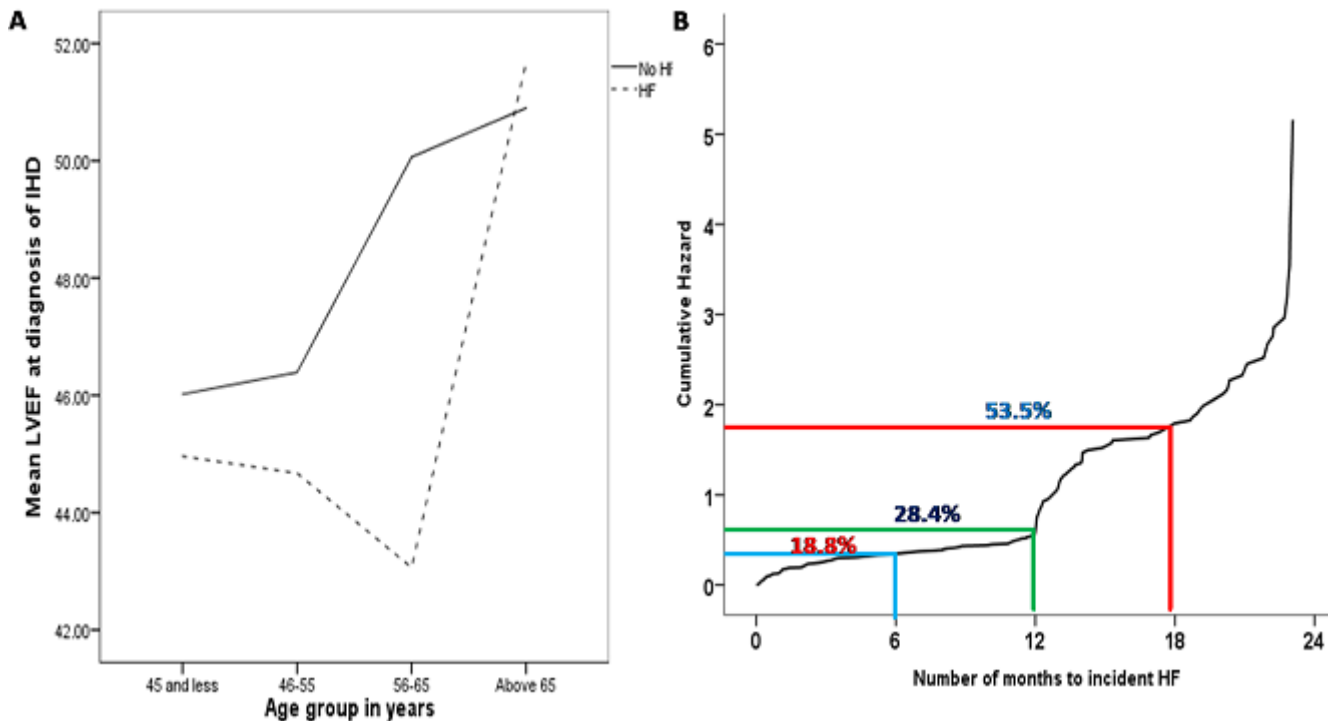 A
52.00
50.00
48.00
46.00
44.00
42.00
Mean LVEF at diagnosis of IHD
45 and less
46-55
56-65
Above 65
Age group in years
No HF
HF
B
6
5
4
3
2
1
0
Cumulative Hazard
53.5%
28.4%
18.8%
0
6
12
18
24
Number of months to incident HF